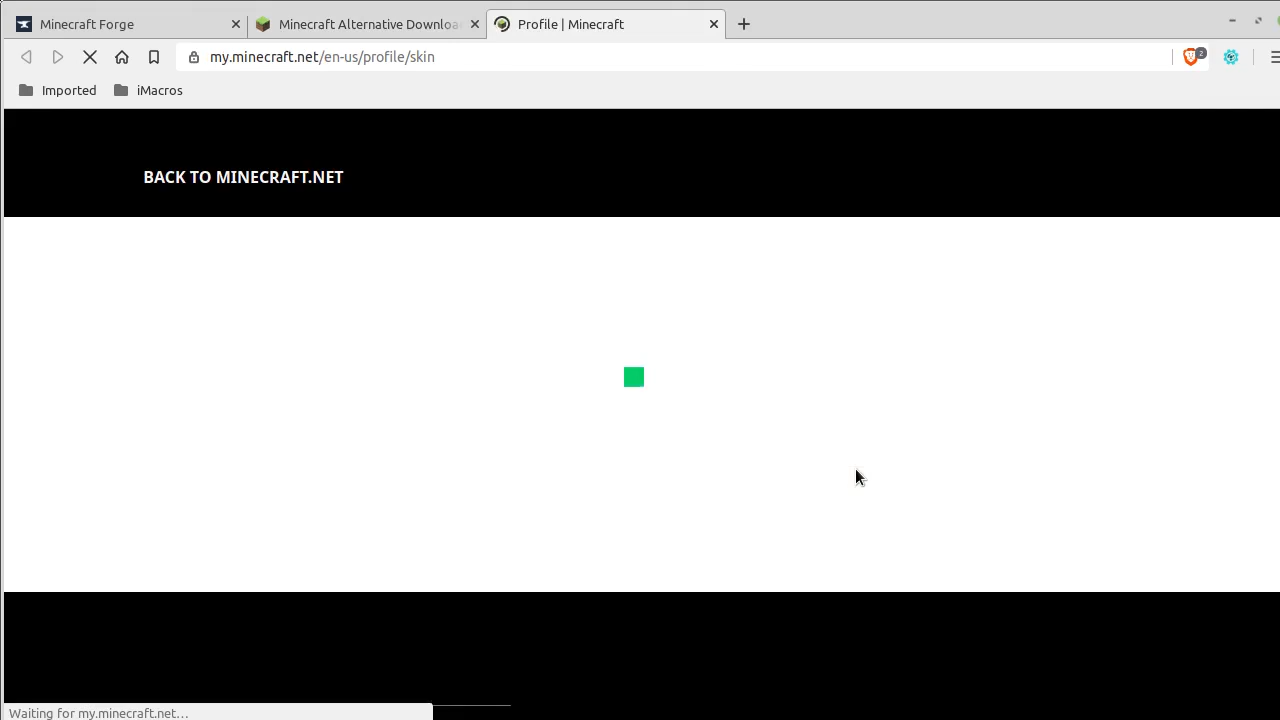 Minecraft Forge
Minecraft Alternative Downloa
Profile | Minecraft
my.minecraft.net/en-us/profile/skin
2
Imported
iMacros
BACK TO MINECRAFT.NET
Waiting for my.minecraft.net...